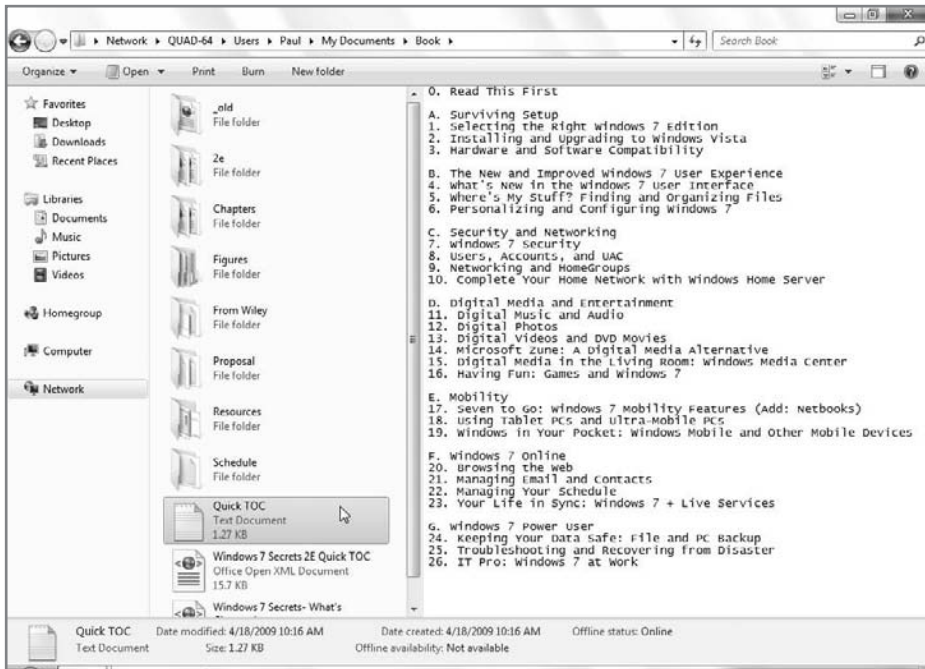 Network ▸ QUAD-64 ▸ Users ▸ Paul ▸ My Documents ▸ Book ▸
Search Book
Organize Open Print Burn New folder
Favorites
Desktop
Downloads
Recent Places
Libraries
Documents
Music
Pictures
Videos
Homegroup
Computer
Network
_old
File folder
2e
File folder
Chapters
File folder
Figures
File folder
From Wiley
File folder
Proposal
File folder
Resources
File folder
Schedule
File folder
Quick TOC
Text Document
1.27 KB
Windows 7 Secrets 2E Quick TOC
Office Open XML Document
15.7 KB
Windows 7 Secrets- What's
0. Read This First
A. Surviving Setup
1. Selecting the Right Windows 7 Edition
2. Installing and Upgrading to Windows Vista
3. Hardware and Software Compatibility
B. The New and Improved Windows 7 User Experience
4. What's New in the Windows 7 User Interface
5. Where's My Stuff? Finding and Organizing Files
6. Personalizing and Configuring Windows 7
C. Security and Networking
7. Windows 7 Security
8. Users, Accounts, and UAC
9. Networking and HomeGroups
10. Complete Your Home Network with Windows Home Server
D. Digital Media and Entertainment
11. Digital Music and Audio
12. Digital Photos
13. Digital Videos and DVD Movies
14. Microsoft Zune: A Digital Media Alternative
15. Digital Media in the Living Room: Windows Media Center
16. Having Fun: Games and Windows 7
E. Mobility
17. Seven to Go: Windows 7 Mobility Features (Add: Netbooks)
18. Using Tablet PCs and Ultra-Mobile PCs
19. Windows in Your Pocket: Windows Mobile and Other Mobile Devices
F. Windows 7 Online
20. Browsing the Web
21. Managing Email and Contacts
22. Managing Your Schedule
23. Your Life in Sync: Windows 7 + Live Services
G. Windows 7 Power User
24. Keeping Your Data Safe: File and PC Backup
25. Troubleshooting and Recovering from Disaster
26. IT Pro: Windows 7 at Work
Quick TOC Date modified: 4/18/2009 10:16 AM Date created: 4/18/2009 10:16 AM Offline status: Online
Text Document Size: 1.27 KB Offline availability: Not available